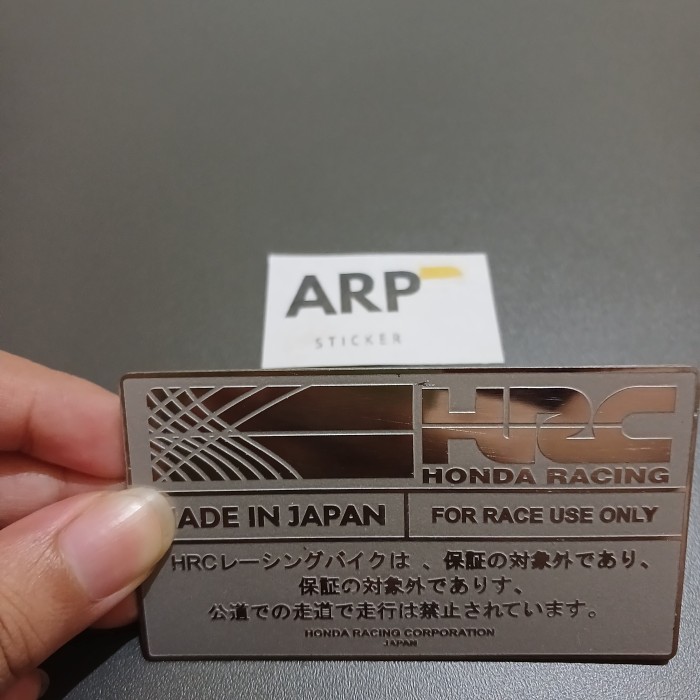 ARP
STICKER
HRC
HONDA RACING
MADE IN JAPAN
FOR RACE USE ONLY
HRCレーシングバイクは、保証の対象外であり、
保証の対象外でありす、
公道での走道で走行は禁止されています。
HONDA RACING CORPORATION
JAPAN